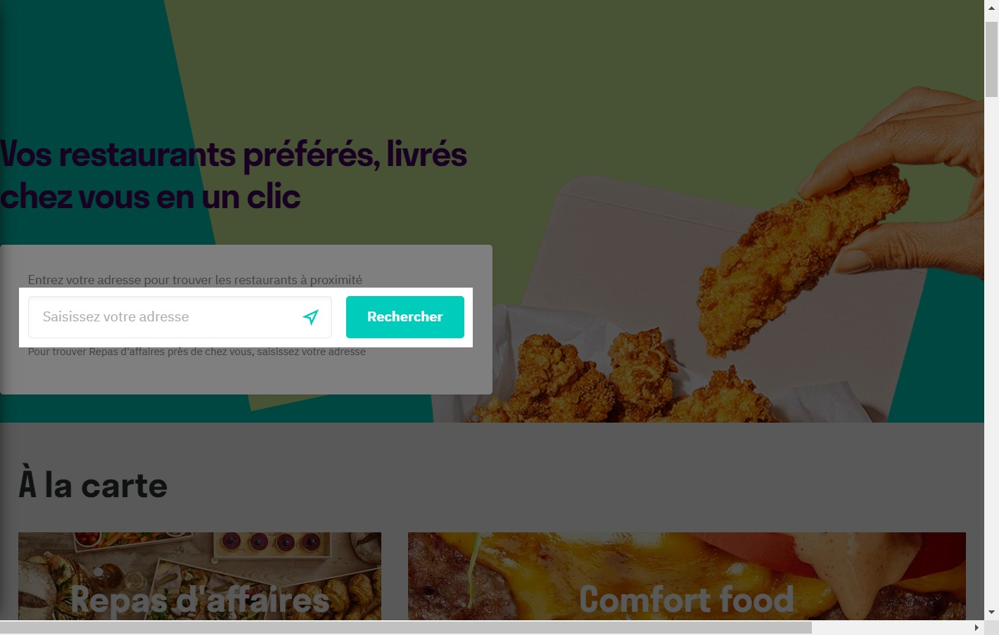 Vos restaurants préférés, livrés
chez vous en un clic
Entrez votre adresse pour trouver les restaurants à proximité
Saisissez votre adresse
Rechercher
Pour trouver Repas d'affaires près de chez vous, saisissez votre adresse
À la carte
Repas d'affaires
Comfort food